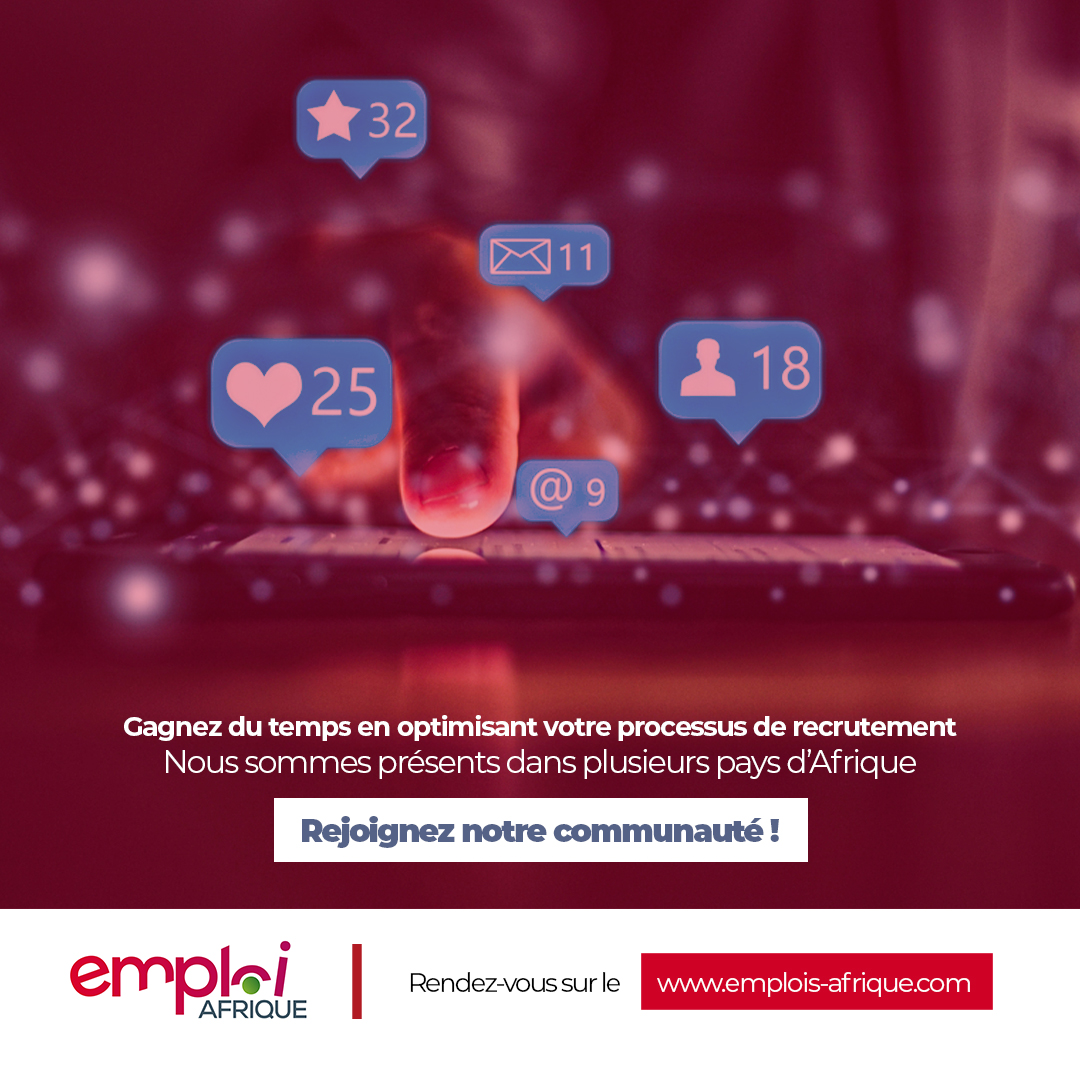 32
11
25
18
@ 9
Gagnez du temps en optimisant votre processus de recrutement
Nous sommes présents dans plusieurs pays d’Afrique
Rejoignez notre communauté !
emploi
AFRIQUE
Rendez-vous sur le
www.emplois-afrique.com